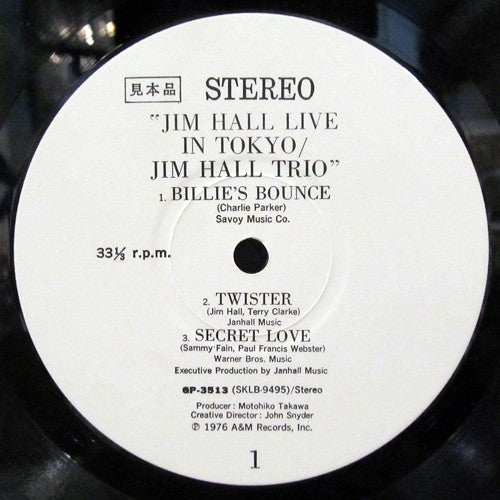 見本品 STEREO
"JIM HALL LIVE
IN TOKYO/
JIM HALL TRIO"
1. BILLIE'S BOUNCE
(Charlie Parker)
Savoy Music Co.
33⅓ r.p.m.
2. TWISTER
(Jim Hall, Terry Clarke)
Janhall Music
3. SECRET LOVE
(Sammy Fain, Paul Francis Webster)
Warner Bros. Music
Executive Production by Janhall Music
GP-3513 (SKLB-9495)/Stereo
Producer : Motohiko Takawa
Creative Director : John Snyder
Ⓟ 1976 A&M Records, Inc.
1